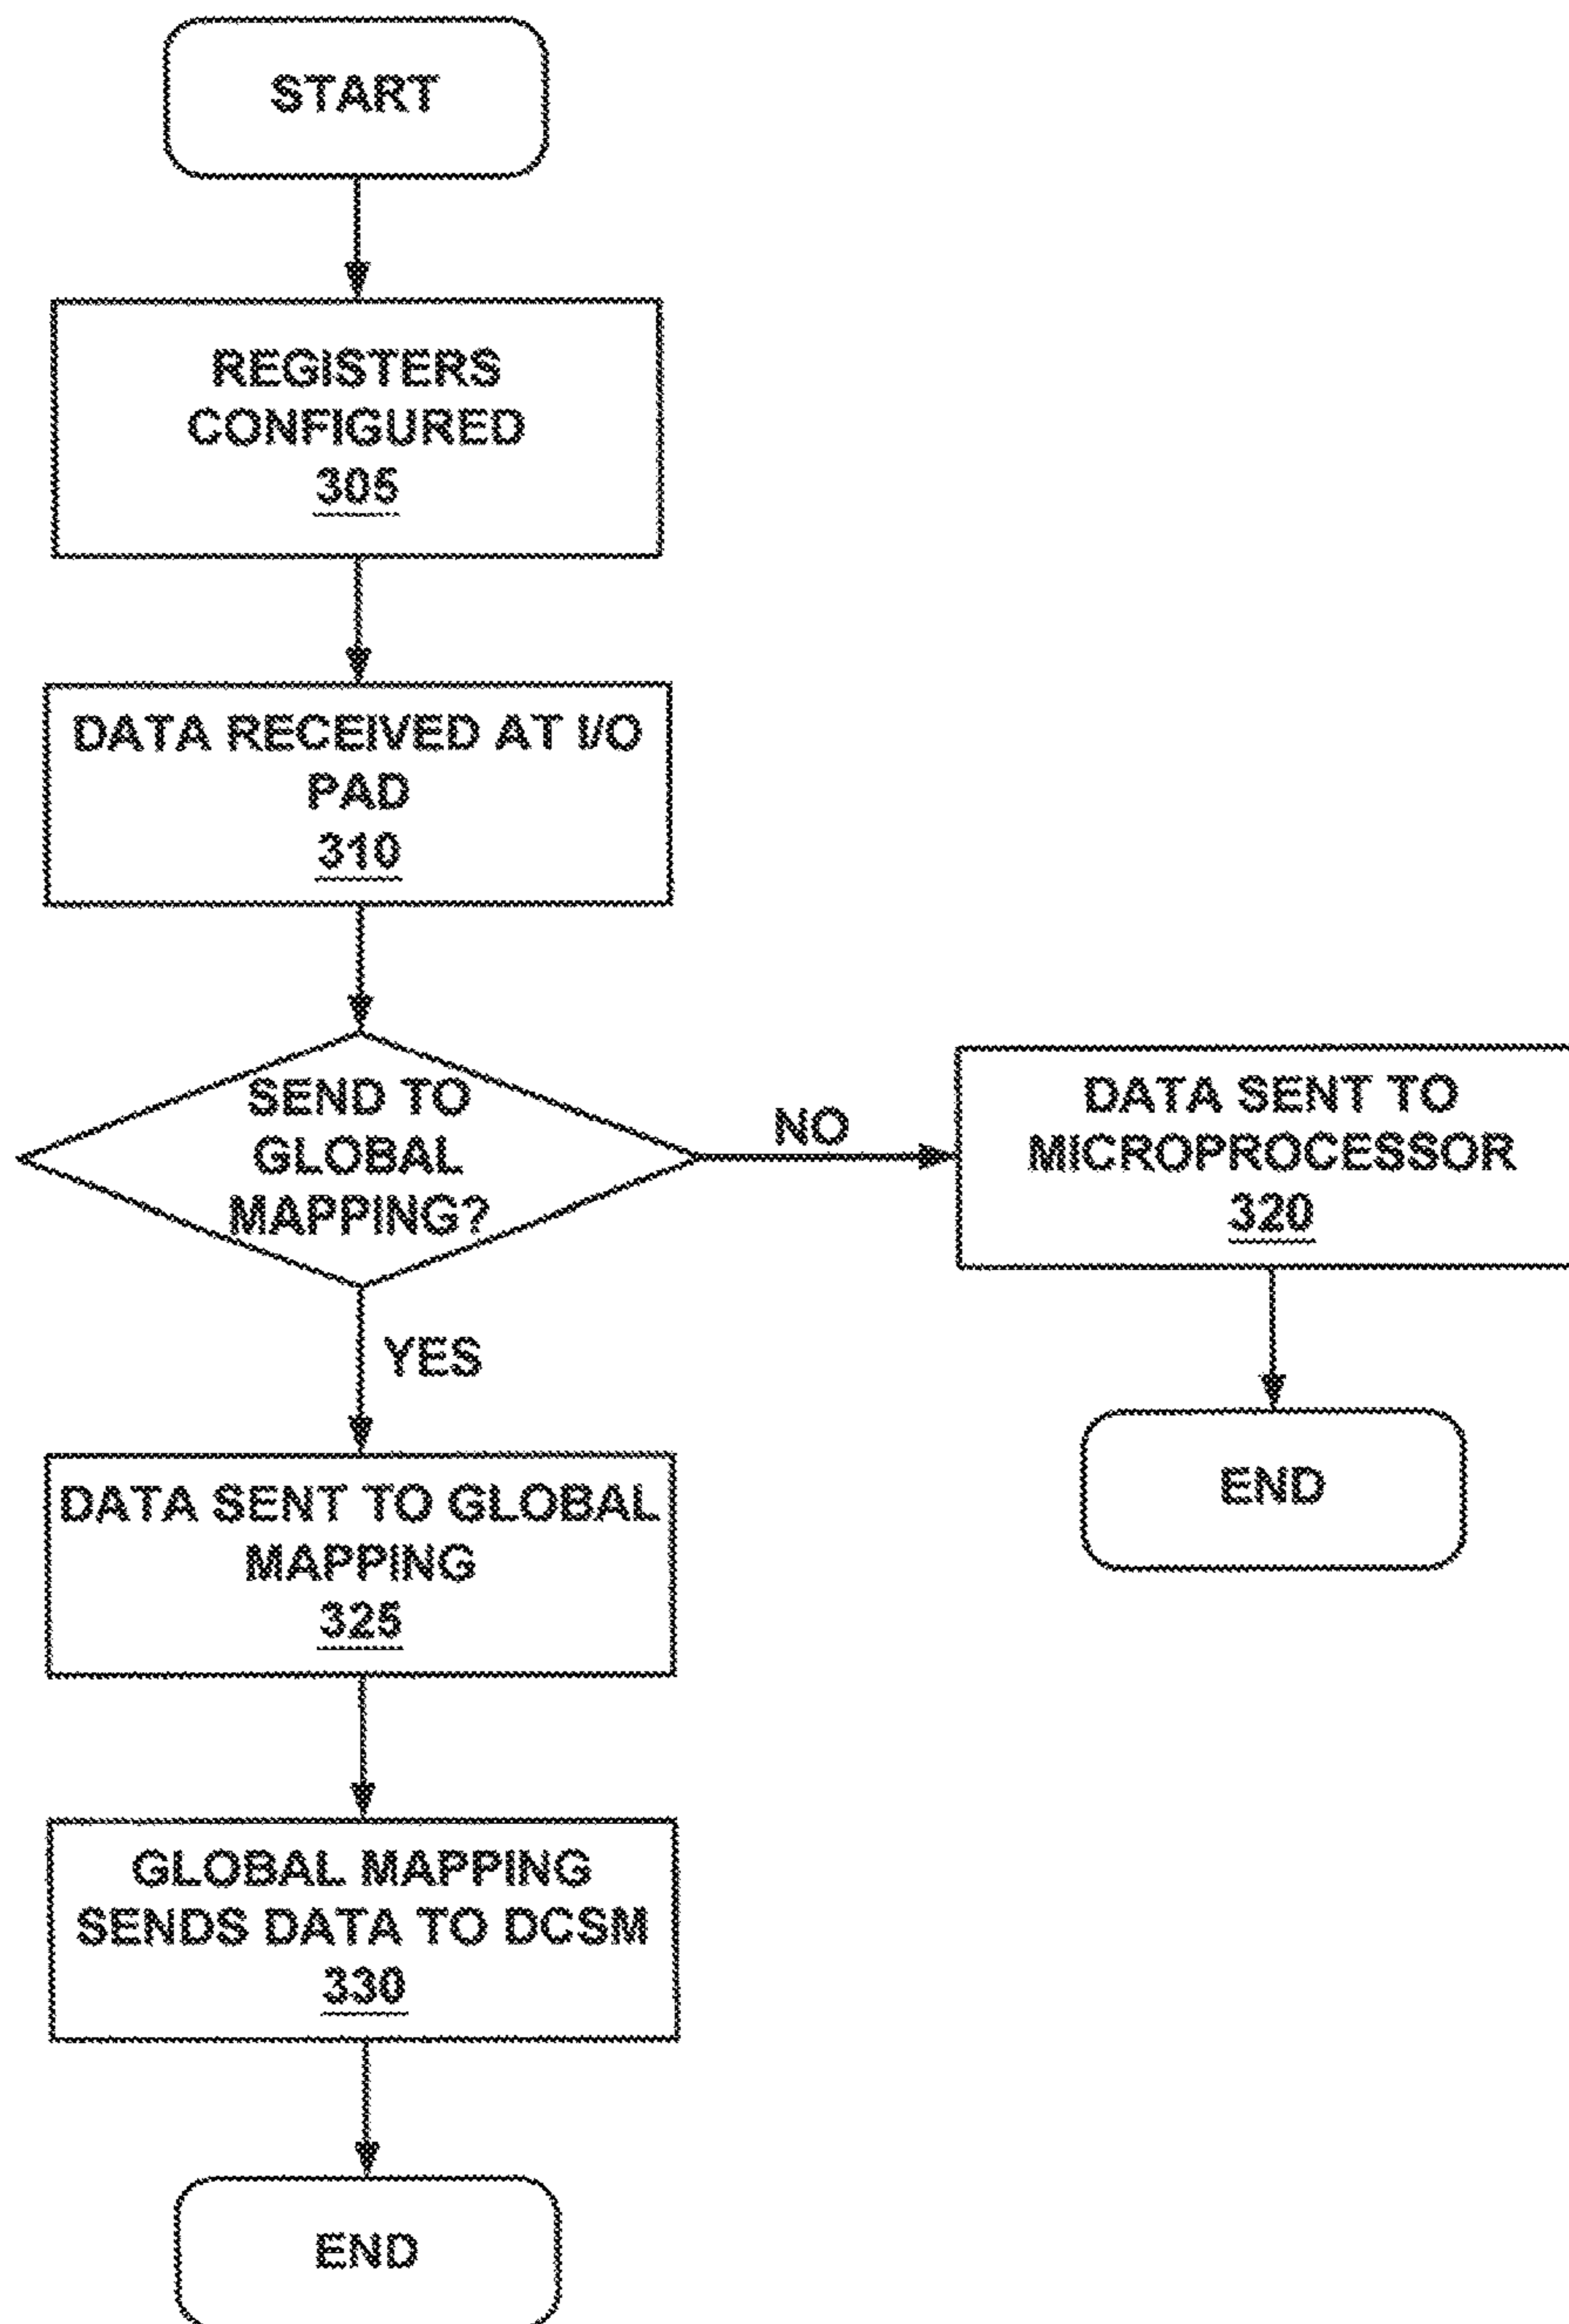 START
REGISTERS
CONFIGURED
305
DATA RECEIVED AT I/O
PAD
310
SEND TO
GLOBAL
MAPPING?
NO
DATA SENT TO
MICROPROCESSOR
320
END
YES
DATA SENT TO GLOBAL
MAPPING
325
GLOBAL MAPPING
SENDS DATA TO DCSM
330
END